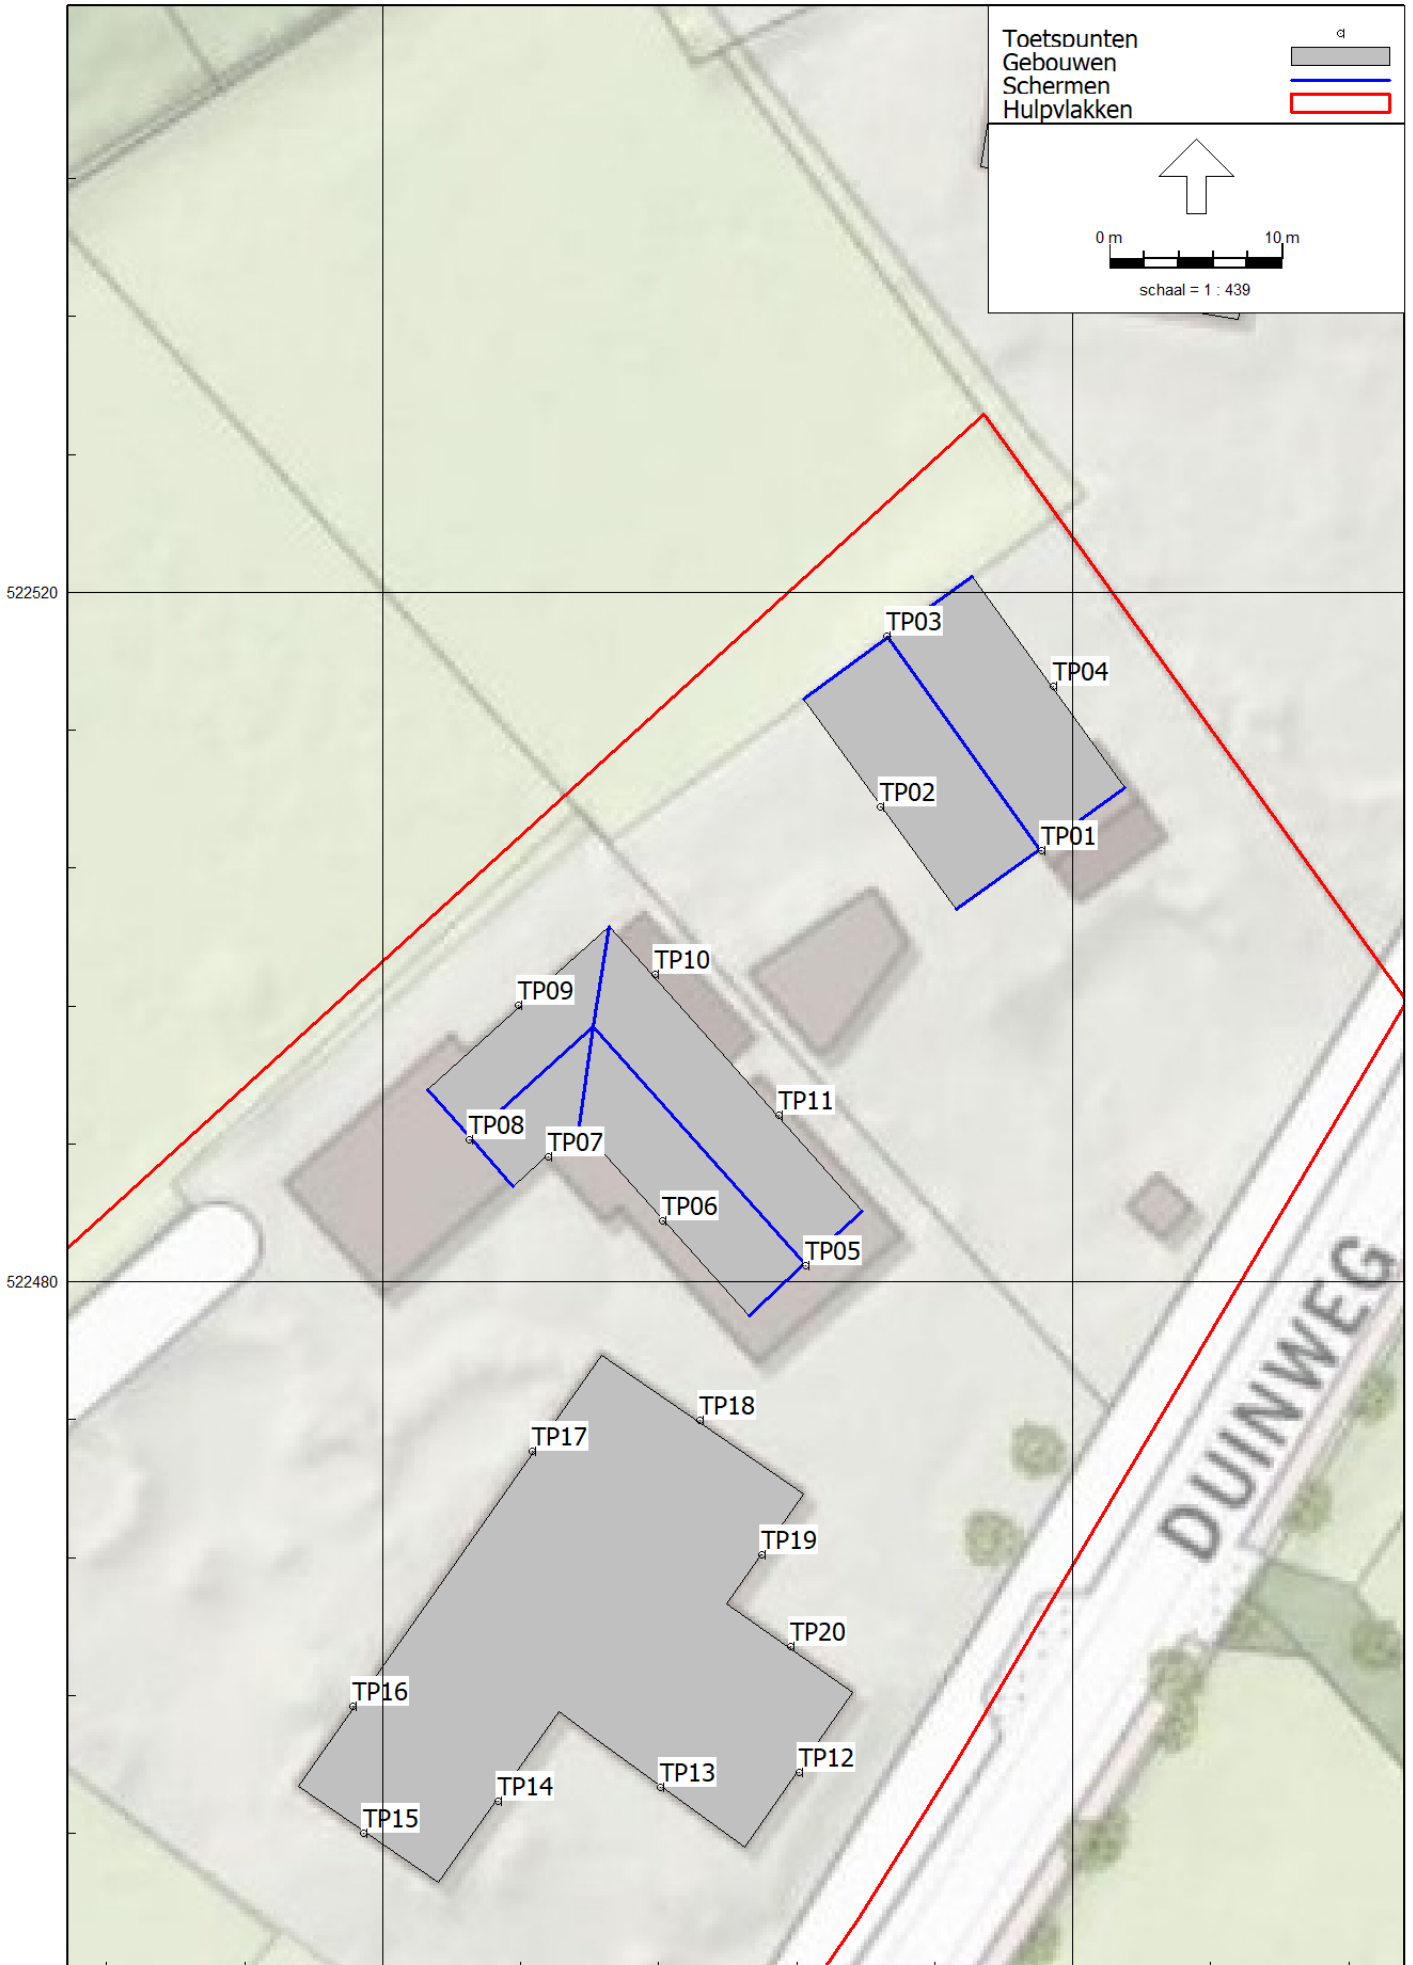 Toetspunten
Gebouwen
Schermen
Hulpvlakken
0 m 10 m
schaal = 1 : 439
522520
TP03
TP04
TP02
TP01
TP10
TP09
TP11
TP08
TP07
TP06
TP05
522480
DUINWEG
TP18
TP17
TP19
TP20
TP16
TP12
TP13
TP14
TP15